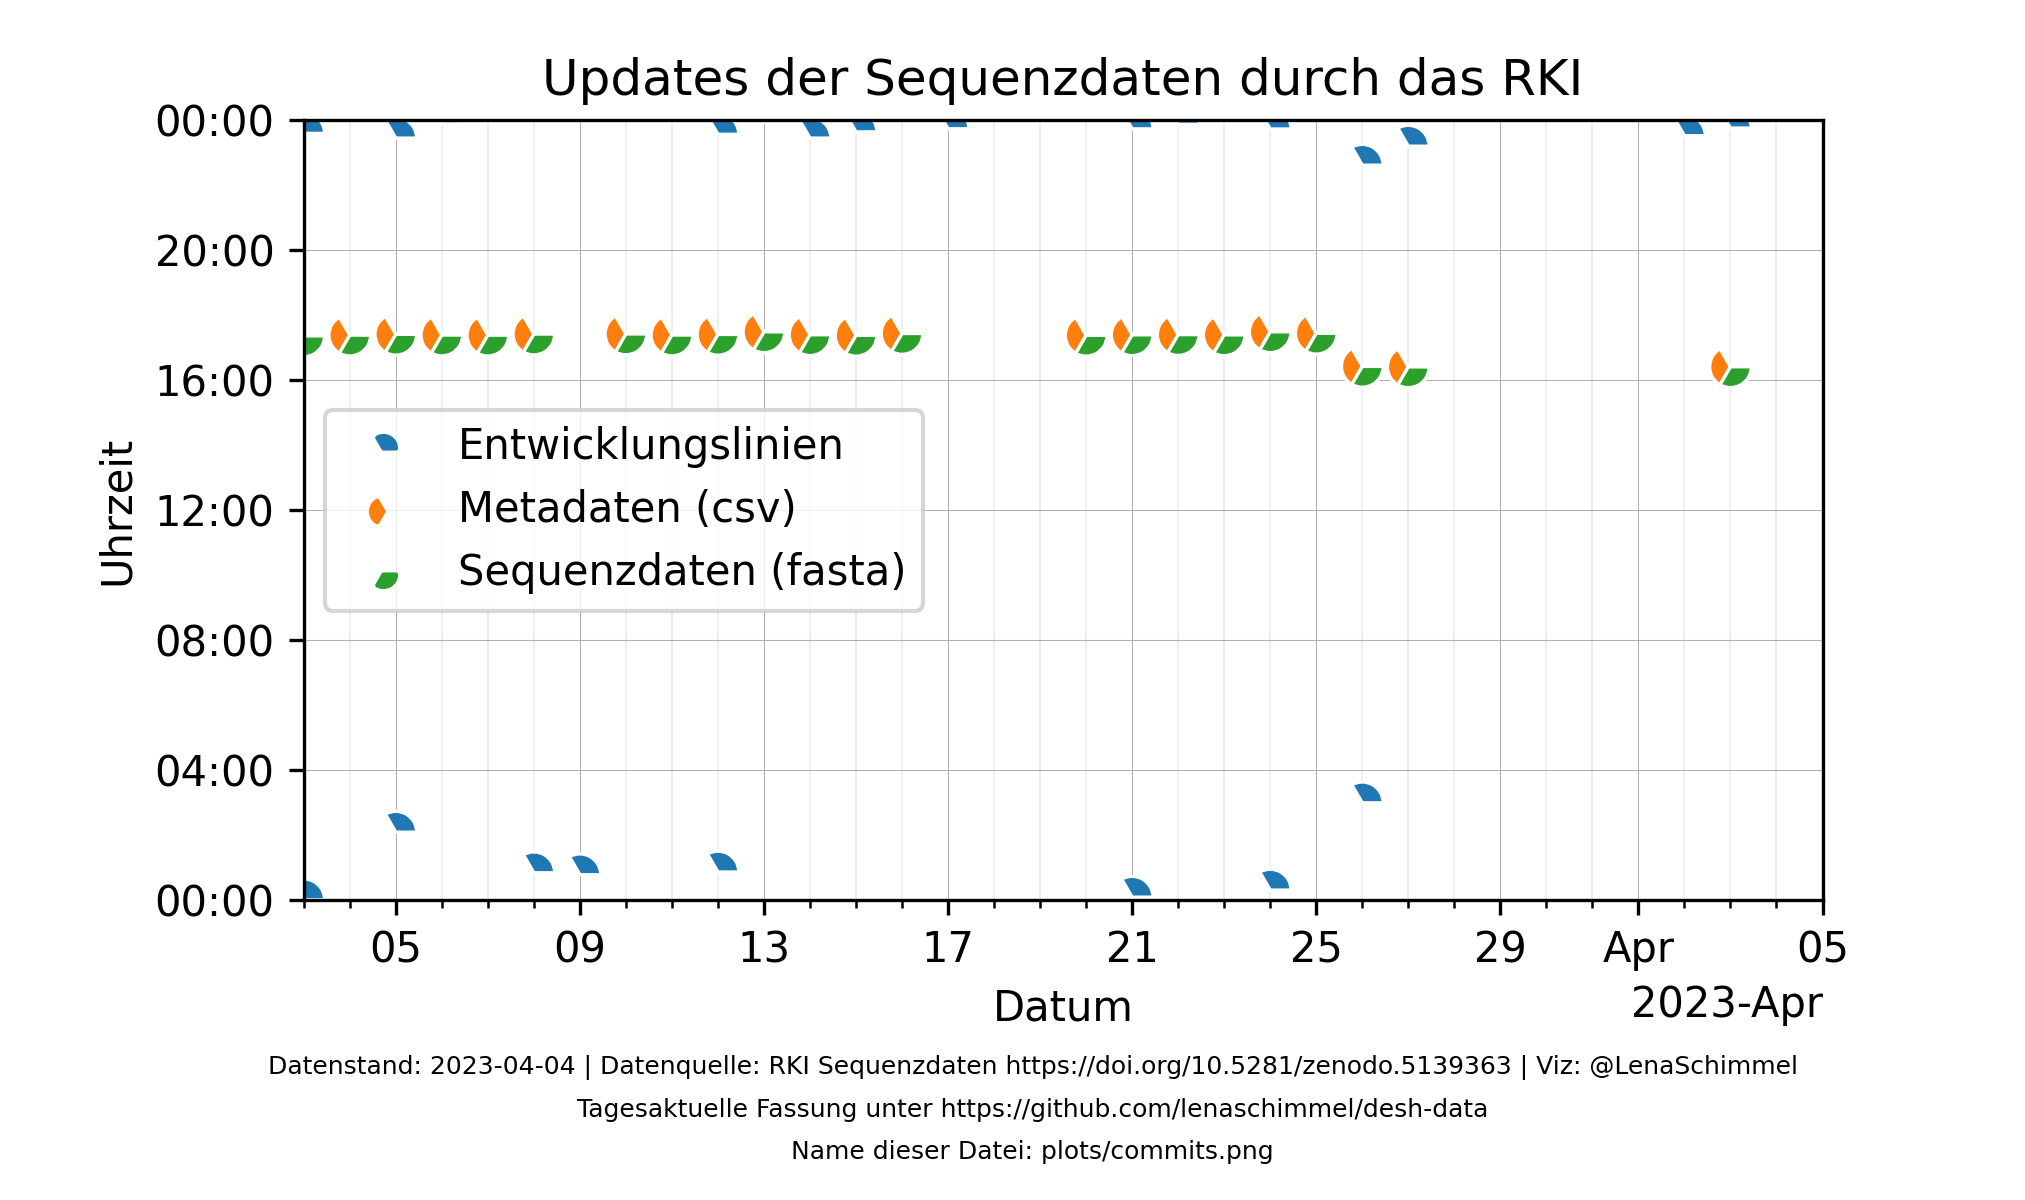 Updates der Sequenzdaten durch das RKI
00:00
20:00
16:00
12:00
08:00
04:00
00:00
Uhrzeit
Entwicklungslinien
Metadaten (csv)
Sequenzdaten (fasta)
05 09 13 17 21 25 29 Apr 05
2023-Apr
Datum
Datenstand: 2023-04-04 | Datenquelle: RKI Sequenzdaten https://doi.org/10.5281/zenodo.5139363 | Viz: @LenaSchimmel
Tagesaktuelle Fassung unter https://github.com/lenaschimmel/desh-data
Name dieser Datei: plots/commits.png